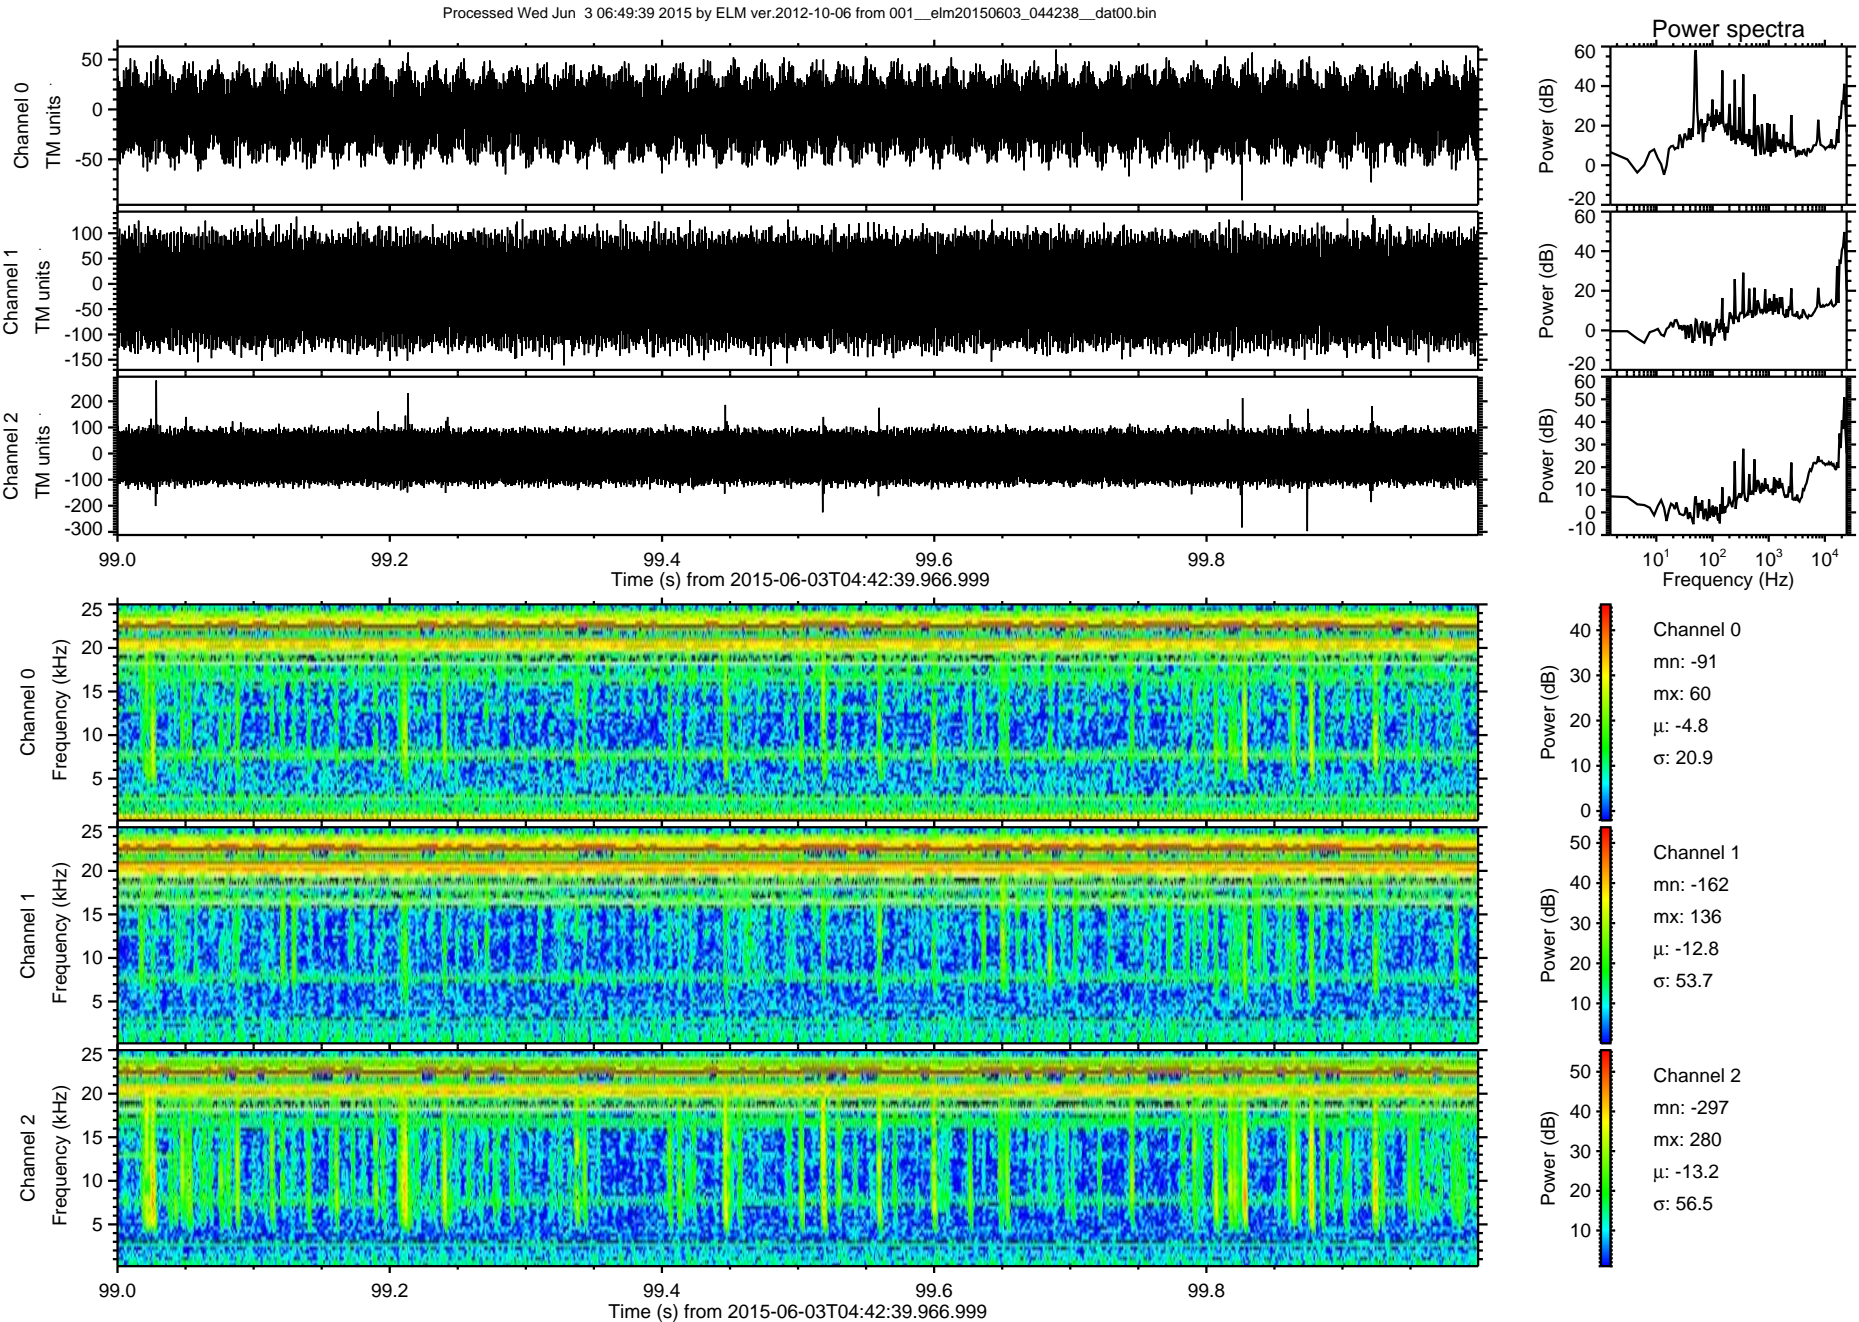 Processed Wed Jun  3 06:49:39 2015 by ELM ver.2012-10-06 from 001__elm20150603_044238__dat00.bin
Power spectra
Channel 0
TM units
50
0
-50
Power (dB)
60
40
20
0
-20
Channel 1
TM units
100
50
0
-50
-100
-150
Power (dB)
60
40
20
0
-20
Channel 2
TM units
200
100
0
-100
-200
-300
Power (dB)
60
50
40
30
20
10
0
-10
99.0 99.2 99.4 99.6 99.8
Time (s) from 2015-06-03T04:42:39.966.999
10^1 10^2 10^3 10^4
Frequency (Hz)
Channel 0
Frequency (kHz)
25
20
15
10
5
Power (dB)
40
30
20
10
0
Channel 0
mn: -91
mx: 60
µ: -4.8
σ: 20.9
Channel 1
Frequency (kHz)
25
20
15
10
5
Power (dB)
50
40
30
20
10
Channel 1
mn: -162
mx: 136
µ: -12.8
σ: 53.7
Channel 2
Frequency (kHz)
25
20
15
10
5
Power (dB)
50
40
30
20
10
Channel 2
mn: -297
mx: 280
µ: -13.2
σ: 56.5
99.0 99.2 99.4 99.6 99.8
Time (s) from 2015-06-03T04:42:39.966.999